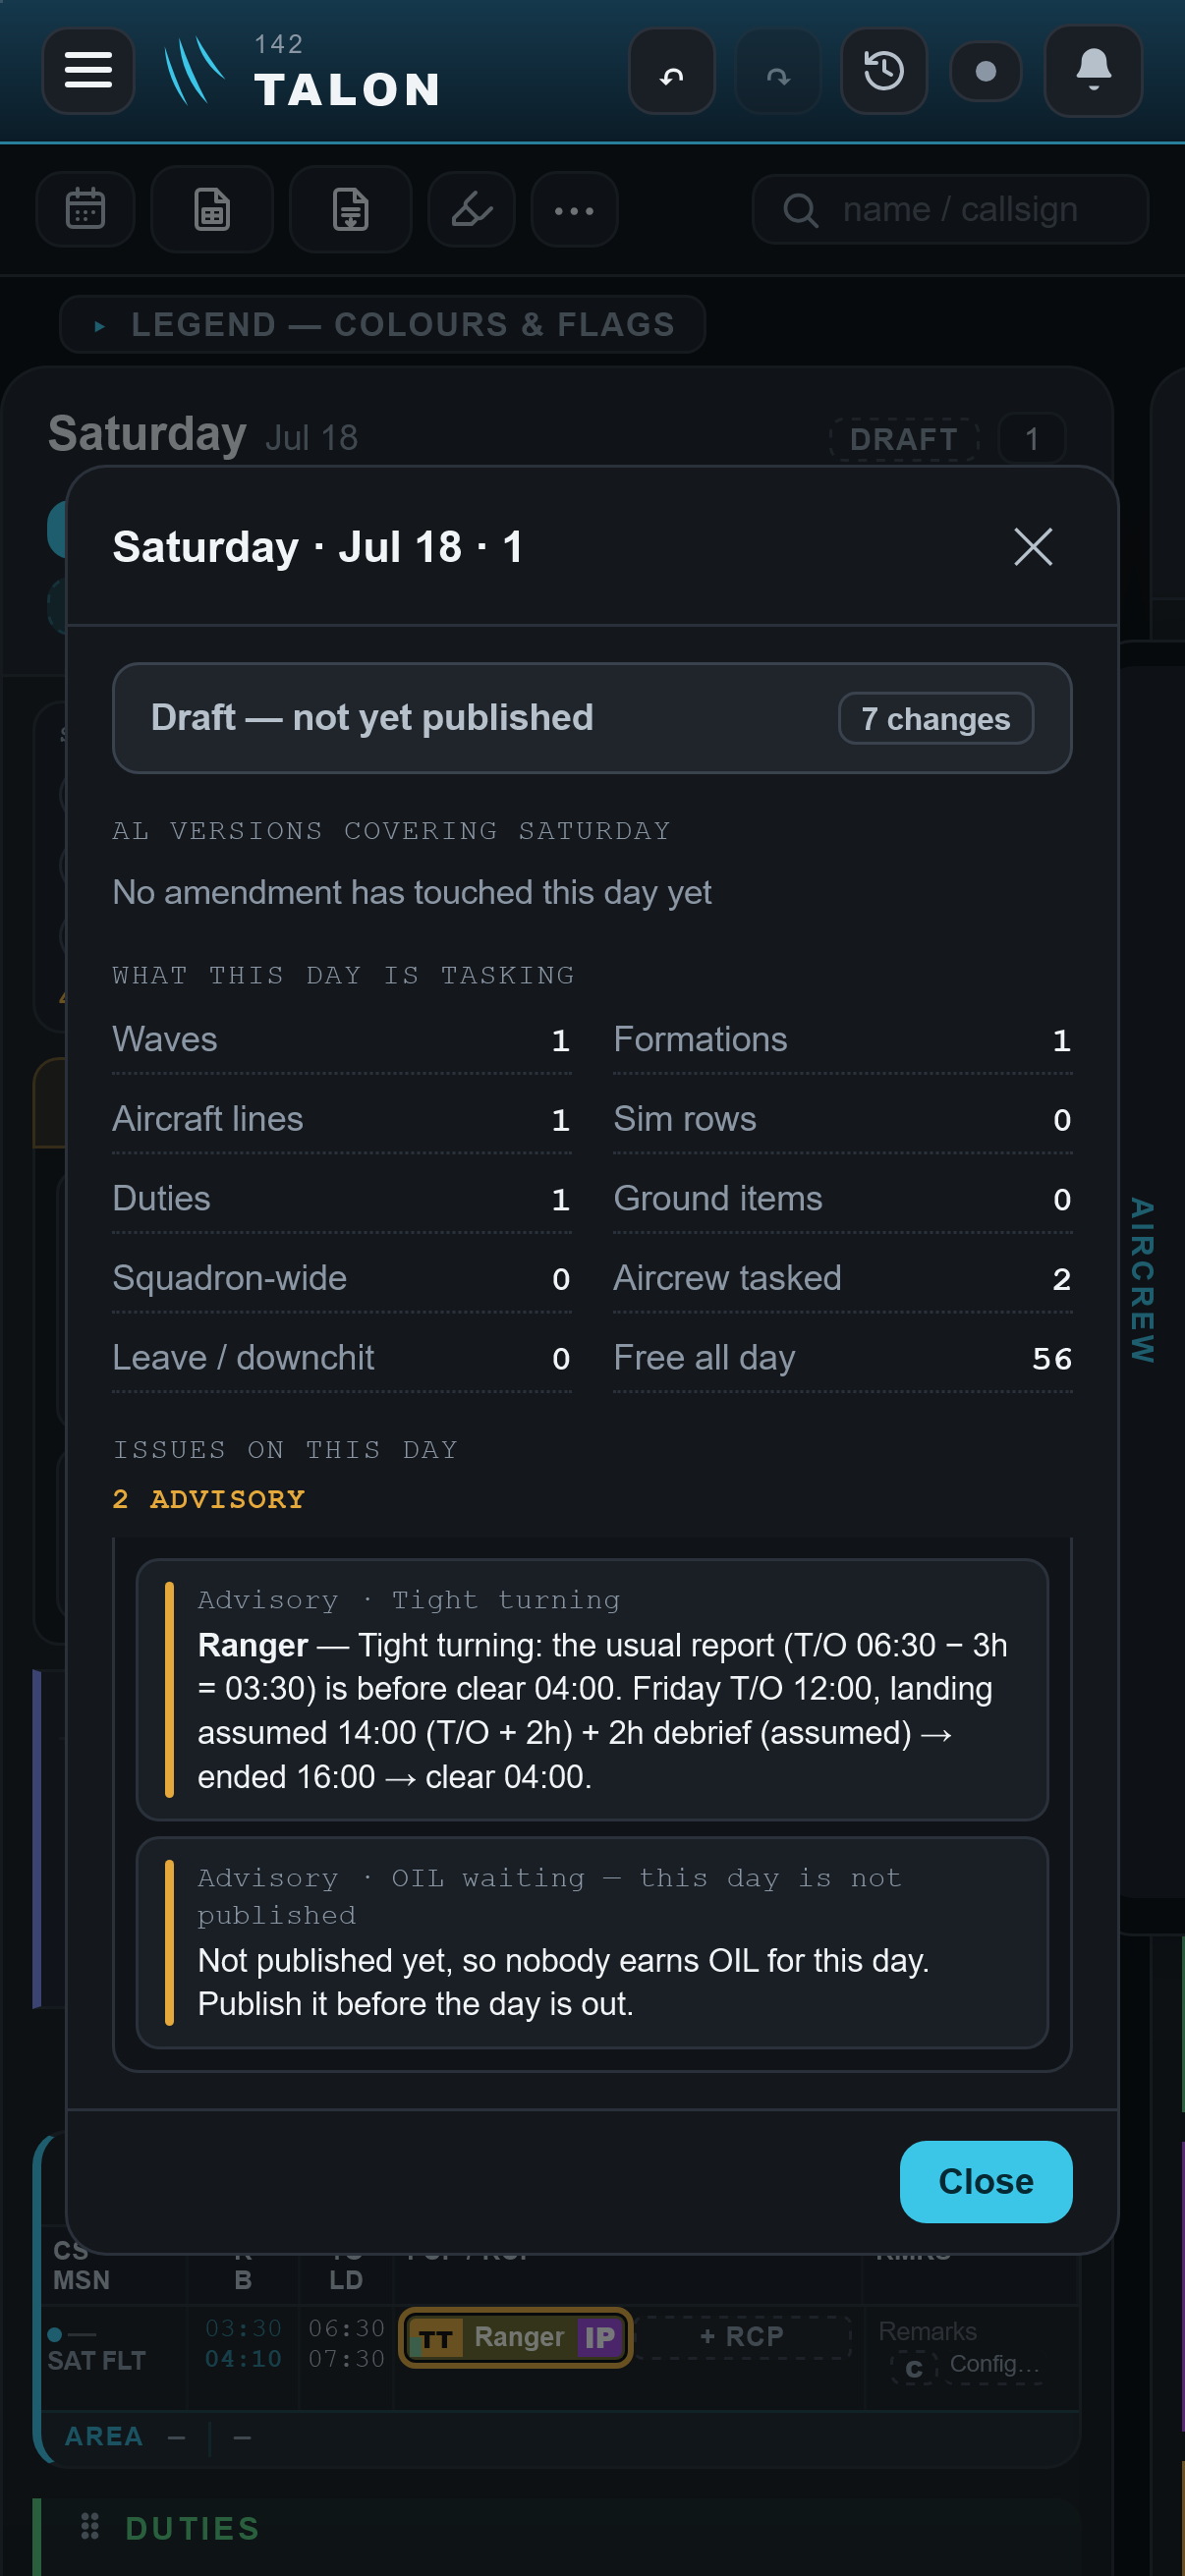 142
TALON
name / callsign
▸ LEGEND — COLOURS & FLAGS
Saturday Jul 18
DRAFT 1
Saturday · Jul 18 · 1
Draft — not yet published
7 changes
AL VERSIONS COVERING SATURDAY
No amendment has touched this day yet
WHAT THIS DAY IS TASKING
Waves 1 Formations 1
Aircraft lines 1 Sim rows 0
Duties 1 Ground items 0
Squadron-wide 0 Aircrew tasked 2
Leave / downchit 0 Free all day 56
AIRCREW
ISSUES ON THIS DAY
2 ADVISORY
Advisory · Tight turning
Ranger — Tight turning: the usual report (T/O 06:30 − 3h
= 03:30) is before clear 04:00. Friday T/O 12:00, landing
assumed 14:00 (T/O + 2h) + 2h debrief (assumed) →
ended 16:00 → clear 04:00.
Advisory · OIL waiting — this day is not
published
Not published yet, so nobody earns OIL for this day.
Publish it before the day is out.
Close
CS
MSN B LD
— 03:30 06:30 TT Ranger IP + RCP Remarks
SAT FLT 04:10 07:30 C Config…
AREA — —
DUTIES